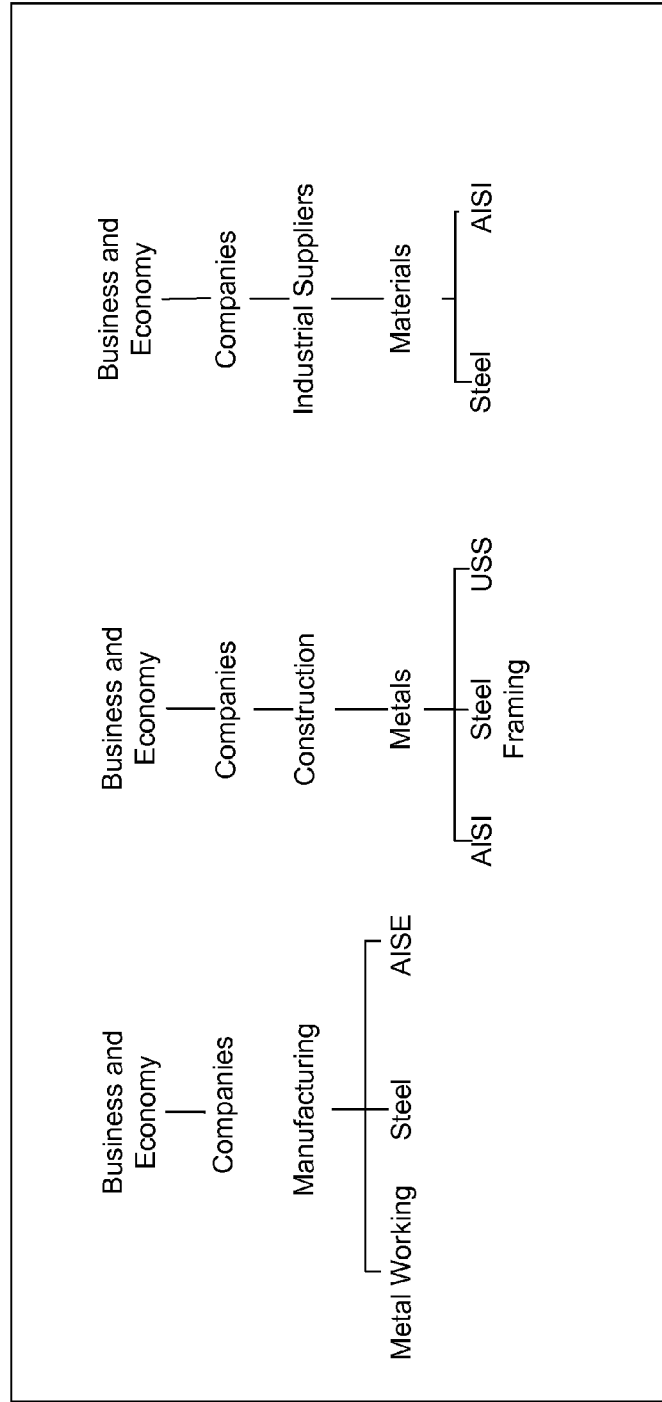 Business and
Economy
Companies
Manufacturing
Metal Working
Steel
AISE
Business and
Economy
Companies
Construction
Metals
AISI
Steel
Framing
USS
Business and
Economy
Companies
Industrial Suppliers
Materials
Steel
AISI